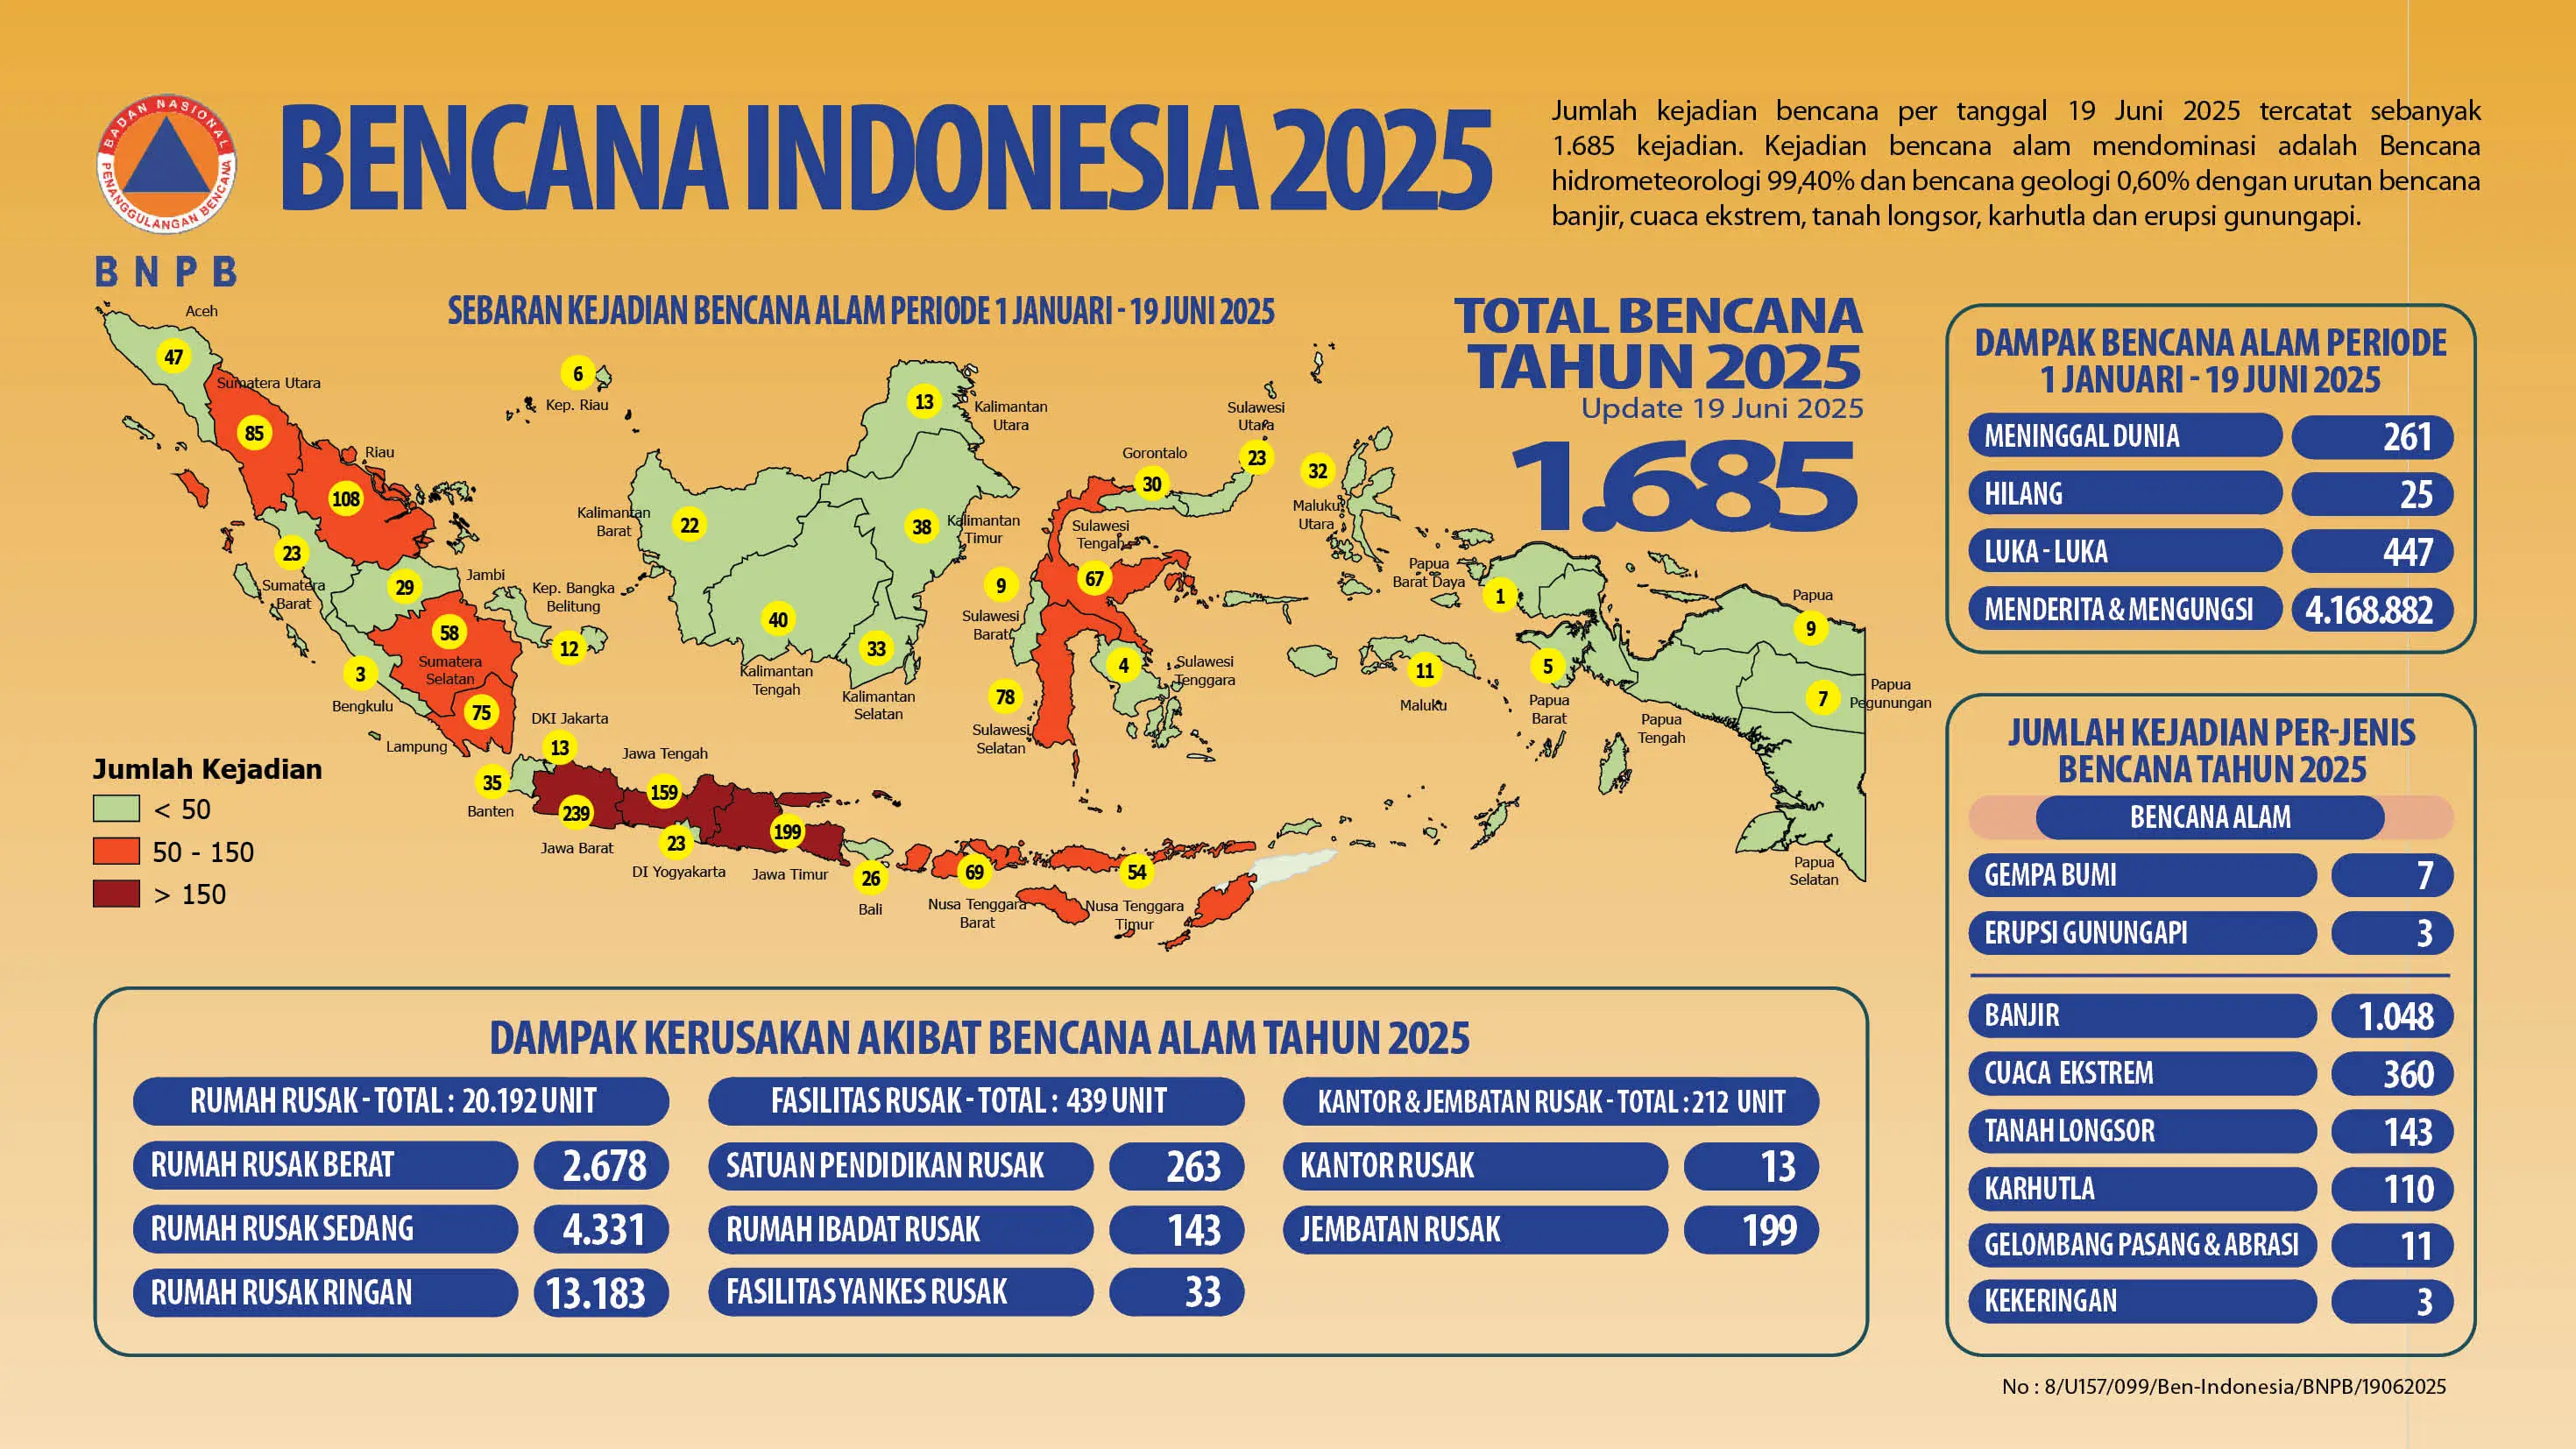 BADAN NASIONAL
PENANGGULANGAN BENCANA
BNPB
BENCANA INDONESIA 2025
Jumlah kejadian bencana per tanggal 19 Juni 2025 tercatat sebanyak
1.685 kejadian. Kejadian bencana alam mendominasi adalah Bencana
hidrometeorologi 99,40% dan bencana geologi 0,60% dengan urutan bencana
banjir, cuaca ekstrem, tanah longsor, karhutla dan erupsi gunungapi.
SEBARAN KEJADIAN BENCANA ALAM PERIODE 1 JANUARI - 19 JUNI 2025
Aceh
47
Sumatera Utara
85
Riau
108
Kep. Riau
6
Sumatera
Barat
23
Jambi
29
Kep. Bangka
Belitung
12
Sumatera
Selatan
58
Bengkulu
3
Lampung
75
DKI Jakarta
13
Banten
35
Jawa Barat
239
Jawa Tengah
159
DI Yogyakarta
23
Jawa Timur
199
Bali
26
Nusa Tenggara
Barat
69
Nusa Tenggara
Timur
54
Kalimantan
Barat
22
Kalimantan
Tengah
40
Kalimantan
Selatan
33
Kalimantan
Timur
38
Kalimantan
Utara
13
Sulawesi
Utara
23
Gorontalo
30
Sulawesi
Tengah
67
Sulawesi
Barat
9
Sulawesi
Selatan
78
Sulawesi
Tenggara
4
Maluku
Utara
32
Maluku
11
Papua
Barat Daya
1
Papua
Barat
5
Papua
Tengah
Papua
9
Papua
Pegunungan
7
Papua
Selatan
Jumlah Kejadian
< 50
50 - 150
> 150
TOTAL BENCANA
TAHUN 2025
Update 19 Juni 2025
1.685
DAMPAK BENCANA ALAM PERIODE
1 JANUARI - 19 JUNI 2025
MENINGGAL DUNIA 261
HILANG 25
LUKA - LUKA 447
MENDERITA & MENGUNGSI 4.168.882
JUMLAH KEJADIAN PER-JENIS
BENCANA TAHUN 2025
BENCANA ALAM
GEMPA BUMI 7
ERUPSI GUNUNGAPI 3
BANJIR 1.048
CUACA EKSTREM 360
TANAH LONGSOR 143
KARHUTLA 110
GELOMBANG PASANG & ABRASI 11
KEKERINGAN 3
DAMPAK KERUSAKAN AKIBAT BENCANA ALAM TAHUN 2025
RUMAH RUSAK - TOTAL : 20.192 UNIT
RUMAH RUSAK BERAT 2.678
RUMAH RUSAK SEDANG 4.331
RUMAH RUSAK RINGAN 13.183
FASILITAS RUSAK - TOTAL : 439 UNIT
SATUAN PENDIDIKAN RUSAK 263
RUMAH IBADAT RUSAK 143
FASILITAS YANKES RUSAK 33
KANTOR & JEMBATAN RUSAK - TOTAL : 212 UNIT
KANTOR RUSAK 13
JEMBATAN RUSAK 199
No : 8/U157/099/Ben-Indonesia/BNPB/19062025